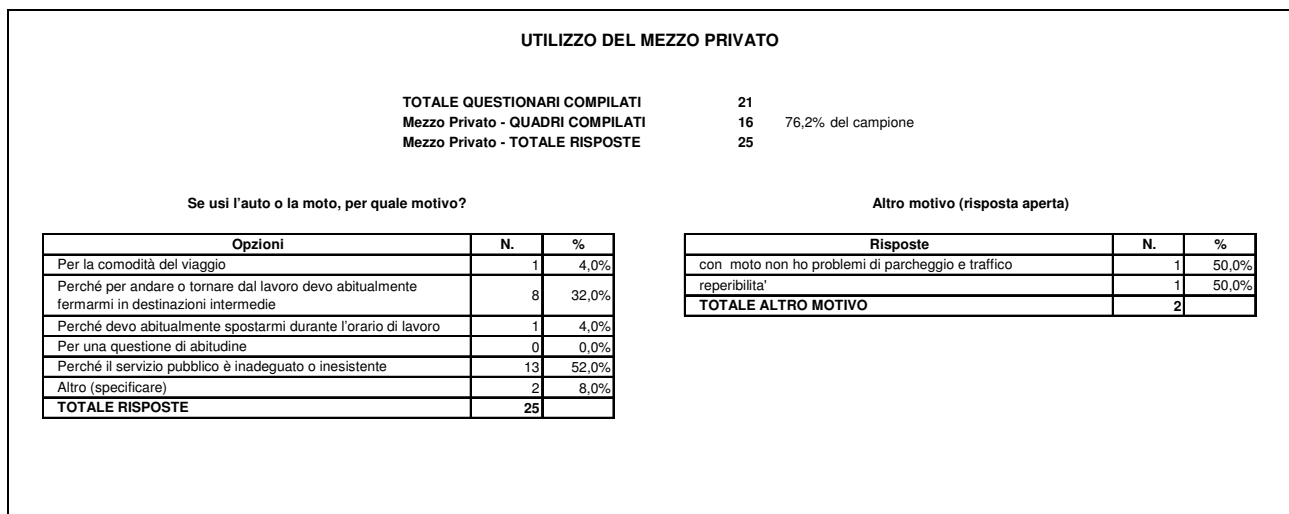 UTILIZZO DEL MEZZO PRIVATO
TOTALE QUESTIONARI COMPILATI 21
Mezzo Privato - QUADRI COMPILATI 16 76,2% del campione
Mezzo Privato - TOTALE RISPOSTE 25
Se usi l'auto o la moto, per quale motivo?
Opzioni N. %
Per la comodità del viaggio 1 4,0%
Perché per andare o tornare dal lavoro devo abitualmente
fermarmi in destinazioni intermedie 8 32,0%
Perché devo abitualmente spostarmi durante l'orario di lavoro 1 4,0%
Per una questione di abitudine 0 0,0%
Perché il servizio pubblico è inadeguato o inesistente 13 52,0%
Altro (specificare) 2 8,0%
TOTALE RISPOSTE 25
Altro motivo (risposta aperta)
Risposte N. %
con moto non ho problemi di parcheggio e traffico 1 50,0%
reperibilita' 1 50,0%
TOTALE ALTRO MOTIVO 2